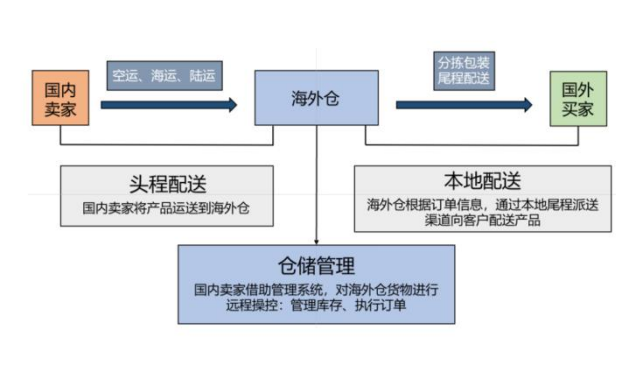 国内
卖家
空运、海运、陆运
海外仓
分拣包装
尾程配送
国外
买家
头程配送
国内卖家将产品运送到海外仓
本地配送
海外仓根据订单信息，通过本地尾程派送
渠道向客户配送产品
仓储管理
国内卖家借助管理系统，对海外仓货物进行
远程操控：管理库存、执行订单